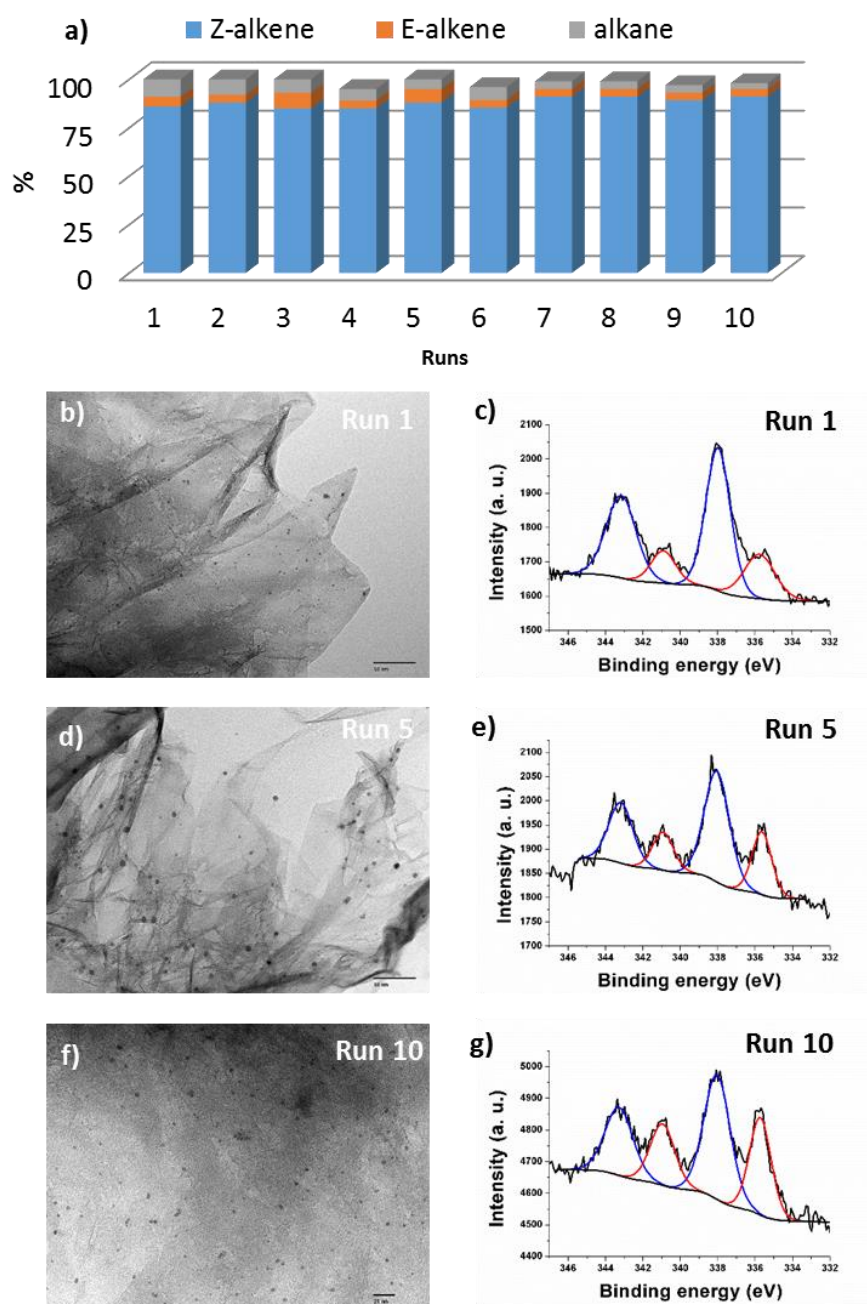 a)
Z-alkene E-alkene alkane
100
75
50
25
0
%
1 2 3 4 5 6 7 8 9 10
Runs
b) Run 1
c) Run 1
2100
2000
1900
1800
1700
1600
1500
Intensity (a. u.)
346 344 342 340 338 336 334 332
Binding energy (eV)
d) Run 5
e) Run 5
2100
2050
2000
1950
1900
1850
1800
1750
1700
Intensity (a. u.)
346 344 342 340 338 336 334 332
Binding energy (eV)
f) Run 10
g) Run 10
5000
4900
4800
4700
4600
4500
4400
Intensity (a. u.)
346 344 342 340 338 336 334 332
Binding energy (eV)